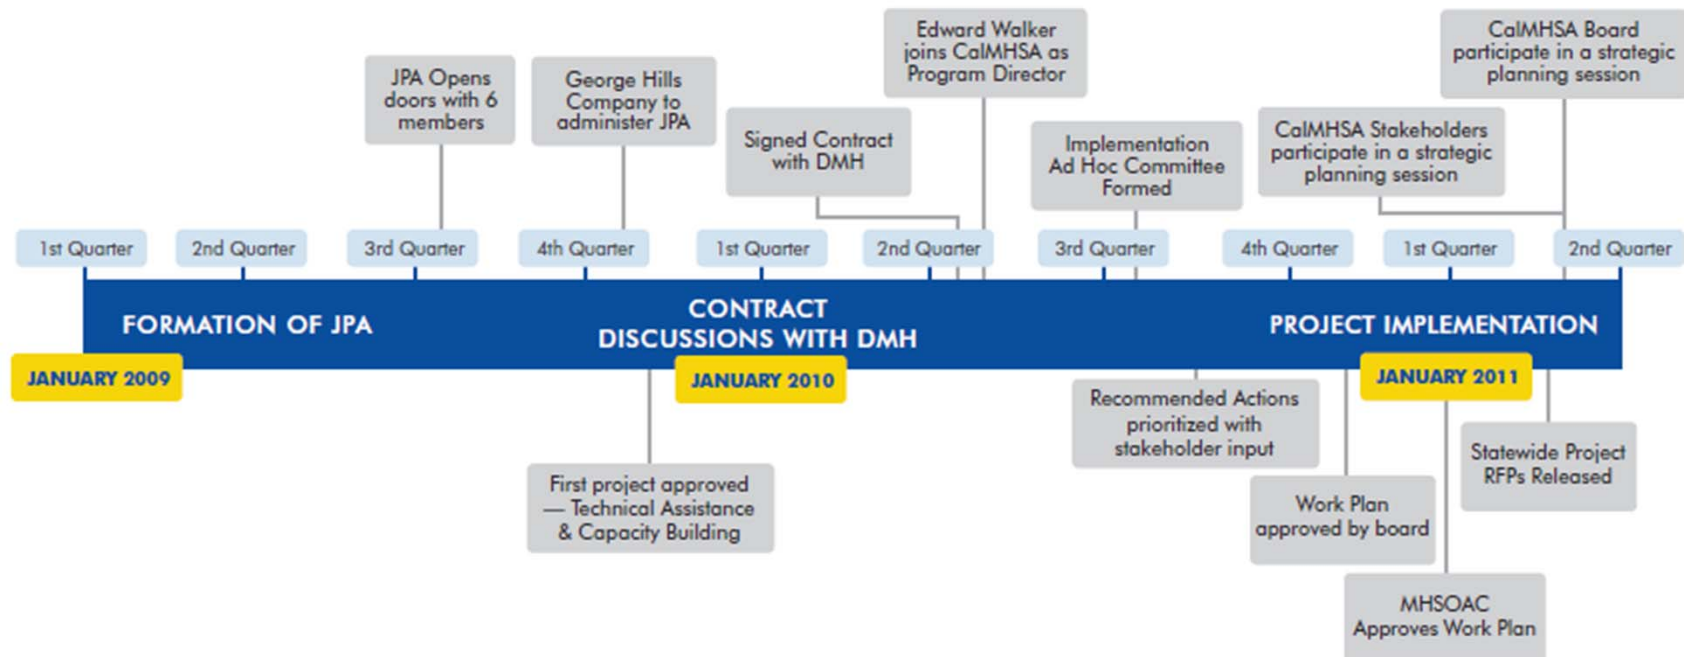 Edward Walker
joins CalMHSA as
Program Director
CalMHSA Board
participate in a strategic
planning session
JPA Opens
doors with 6
members
George Hills
Company to
administer JPA
Signed Contract
with DMH
Implementation
Ad Hoc Committee
Formed
CalMHSA Stakeholders
participate in a strategic
planning session
1st Quarter
2nd Quarter
3rd Quarter
4th Quarter
1st Quarter
2nd Quarter
3rd Quarter
4th Quarter
1st Quarter
2nd Quarter
FORMATION OF JPA
CONTRACT
DISCUSSIONS WITH DMH
PROJECT IMPLEMENTATION
JANUARY 2009
JANUARY 2010
JANUARY 2011
First project approved
— Technical Assistance
& Capacity Building
Recommended Actions
prioritized with
stakeholder input
Work Plan
approved by board
MHSOAC
Approves Work Plan
Statewide Project
RFPs Released